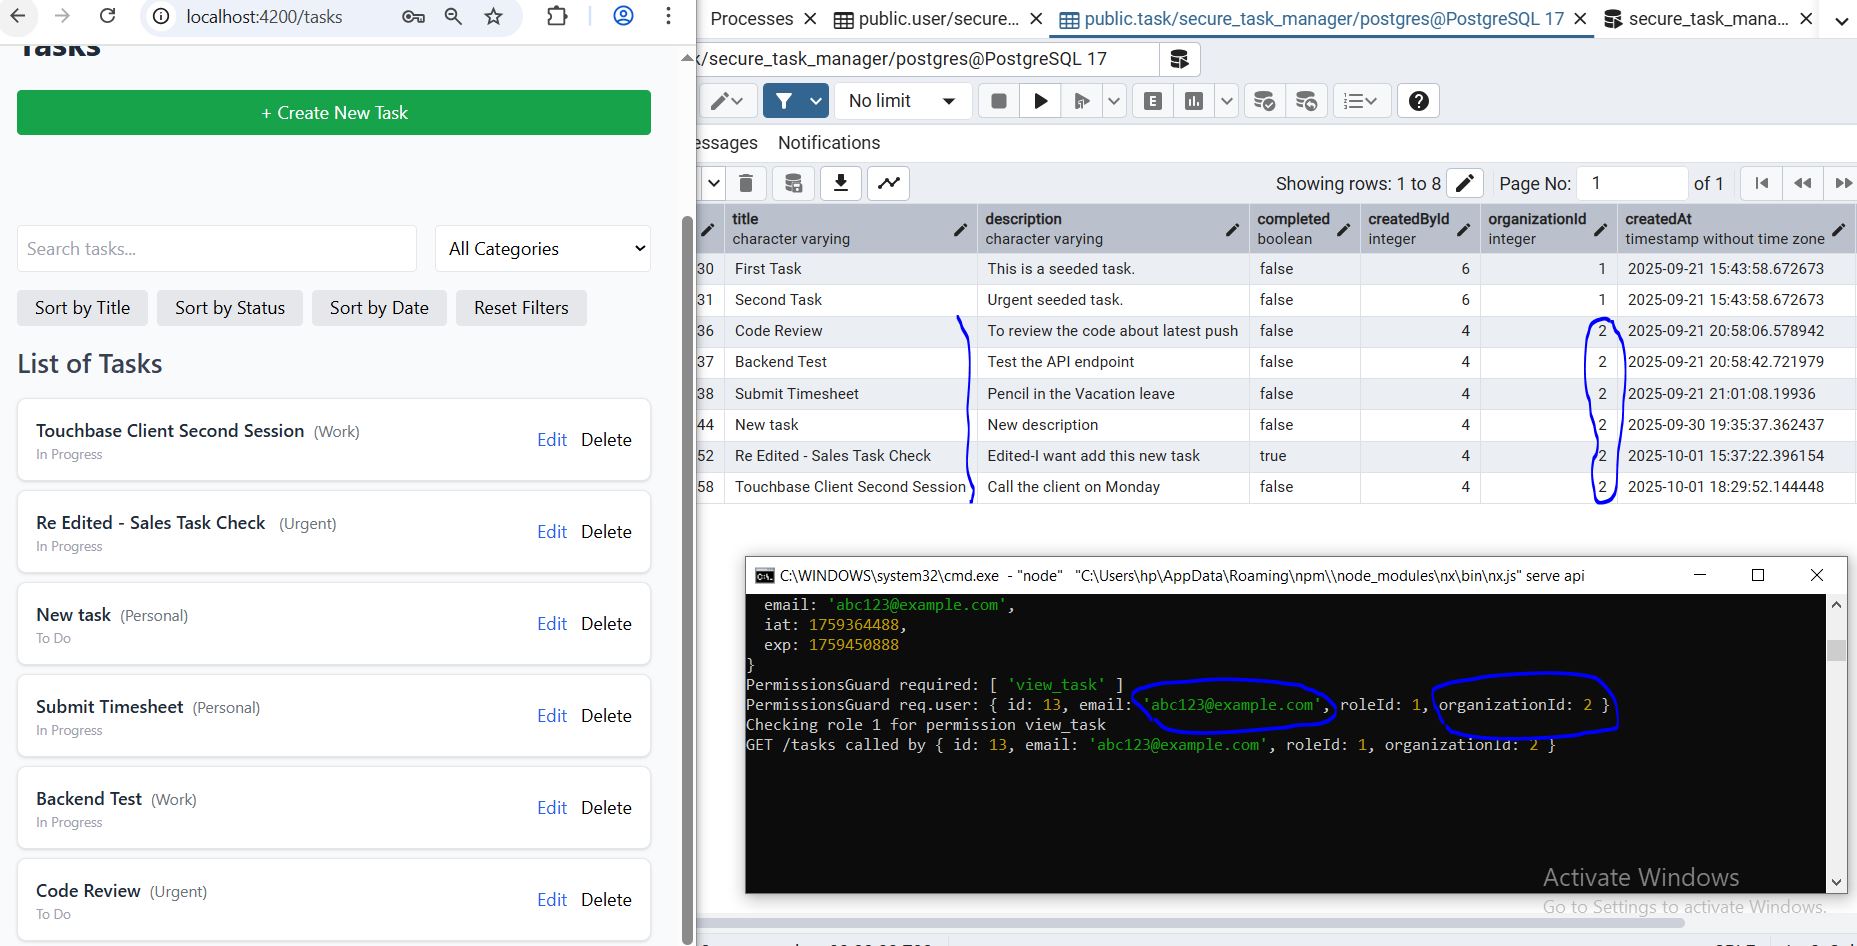 localhost:4200/tasks
Tasks
+ Create New Task
Search tasks...
All Categories
Sort by Title
Sort by Status
Sort by Date
Reset Filters
List of Tasks
Touchbase Client Second Session (Work)
In Progress
Edit Delete
Re Edited - Sales Task Check (Urgent)
In Progress
Edit Delete
New task (Personal)
To Do
Edit Delete
Submit Timesheet (Personal)
In Progress
Edit Delete
Backend Test (Work)
In Progress
Edit Delete
Code Review (Urgent)
To Do
Edit Delete
Processes public.user/secure... public.task/secure_task_manager/postgres@PostgreSQL 17 secure_task_mana...
/secure_task_manager/postgres@PostgreSQL 17
No limit
E
essages Notifications
Showing rows: 1 to 8 Page No: 1 of 1
title description completed createdById organizationId createdAt
character varying character varying boolean integer integer timestamp without time zone
30 First Task This is a seeded task. false 6 1 2025-09-21 15:43:58.672673
31 Second Task Urgent seeded task. false 6 1 2025-09-21 15:43:58.672673
36 Code Review To review the code about latest push false 4 2 2025-09-21 20:58:06.578942
37 Backend Test Test the API endpoint false 4 2 2025-09-21 20:58:42.721979
38 Submit Timesheet Pencil in the Vacation leave false 4 2 2025-09-21 21:01:08.19936
44 New task New description false 4 2 2025-09-30 19:35:37.362437
52 Re Edited - Sales Task Check Edited-I want add this new task true 4 2 2025-10-01 15:37:22.396154
58 Touchbase Client Second Session Call the client on Monday false 4 2 2025-10-01 18:29:52.144448
C:\WINDOWS\system32\cmd.exe - "node" "C:\Users\hp\AppData\Roaming\npm\\node_modules\nx\bin\nx.js" serve api
email: 'abc123@example.com',
iat: 1759364488,
exp: 1759450888
}
PermissionsGuard required: [ 'view_task' ]
PermissionsGuard req.user: { id: 13, email: 'abc123@example.com', roleId: 1, organizationId: 2 }
Checking role 1 for permission view_task
GET /tasks called by { id: 13, email: 'abc123@example.com', roleId: 1, organizationId: 2 }
Activate Windows
Go to Settings to activate Windows.